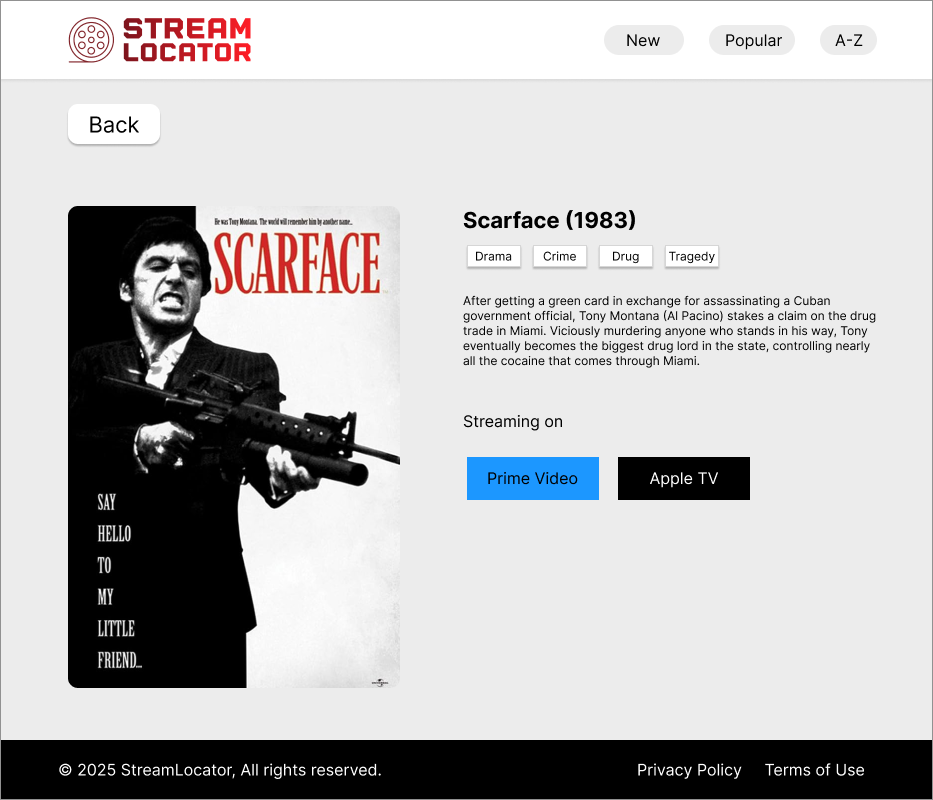 STREAM
LOCATOR
New
Popular
A-Z
Back
He was Tony Montana. The world will remember him by another name...
SCARFACE
SAY
HELLO
TO
MY
LITTLE
FRIEND...
Scarface (1983)
Drama
Crime
Drug
Tragedy
After getting a green card in exchange for assassinating a Cuban
government official, Tony Montana (Al Pacino) stakes a claim on the drug
trade in Miami. Viciously murdering anyone who stands in his way, Tony
eventually becomes the biggest drug lord in the state, controlling nearly
all the cocaine that comes through Miami.
Streaming on
Prime Video
Apple TV
© 2025 StreamLocator, All rights reserved.
Privacy Policy
Terms of Use